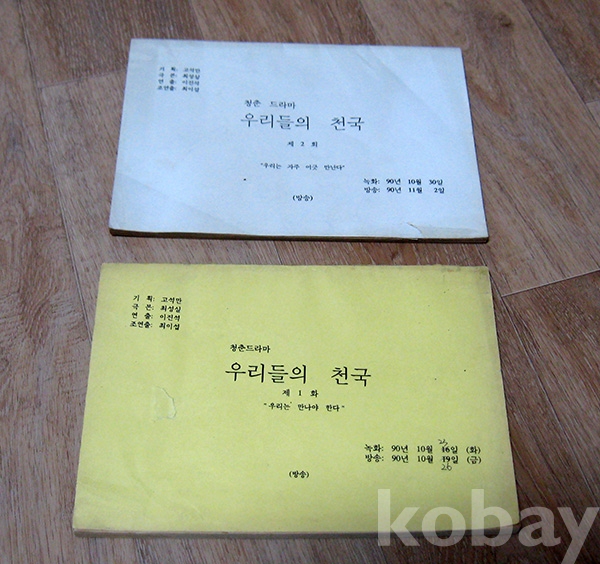 기 획: 고석만
극 본: 최성실
연 출: 이진석
조연출: 최이섭
청춘 드라마
우리들의 천국
제 2 회
"우리는 자주 어긋 만난다"
녹화: 90년 10월 30일
방송: 90년 11월 2일
(방송)
기 획: 고석만
극 본: 최성실
연 출: 이진석
조연출: 최이섭
청춘드라마
우리들의 천국
제 1 화
"우리는 만나야 한다"
23
녹화: 90년 10월 16일 (화)
방송: 90년 10월 19일 (금)
26
(방송)
kobay